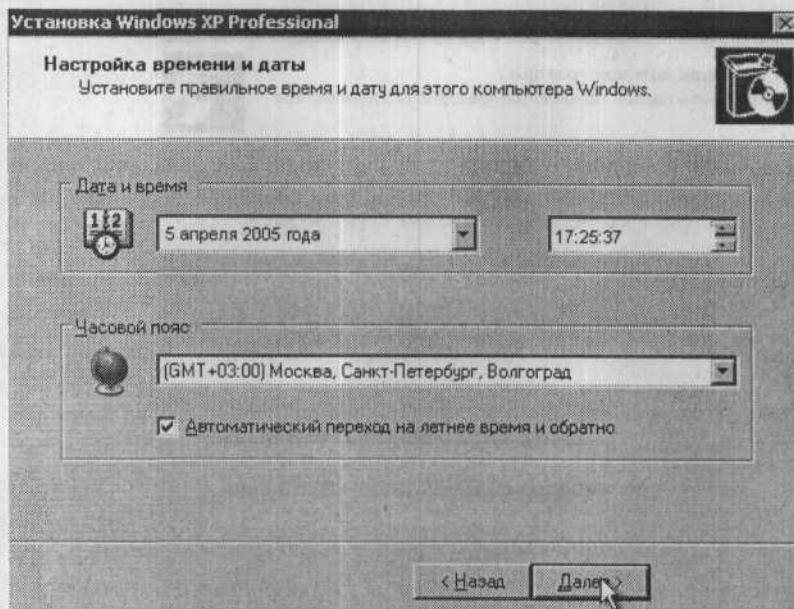 Установка Windows XP Professional
Настройка времени и даты
Установите правильное время и дату для этого компьютера Windows.
Дата и время
5 апреля 2005 года
17:25:37
Часовой пояс
(GMT+03:00) Москва, Санкт-Петербург, Волгоград
Автоматический переход на летнее время и обратно
< Назад
Далее >